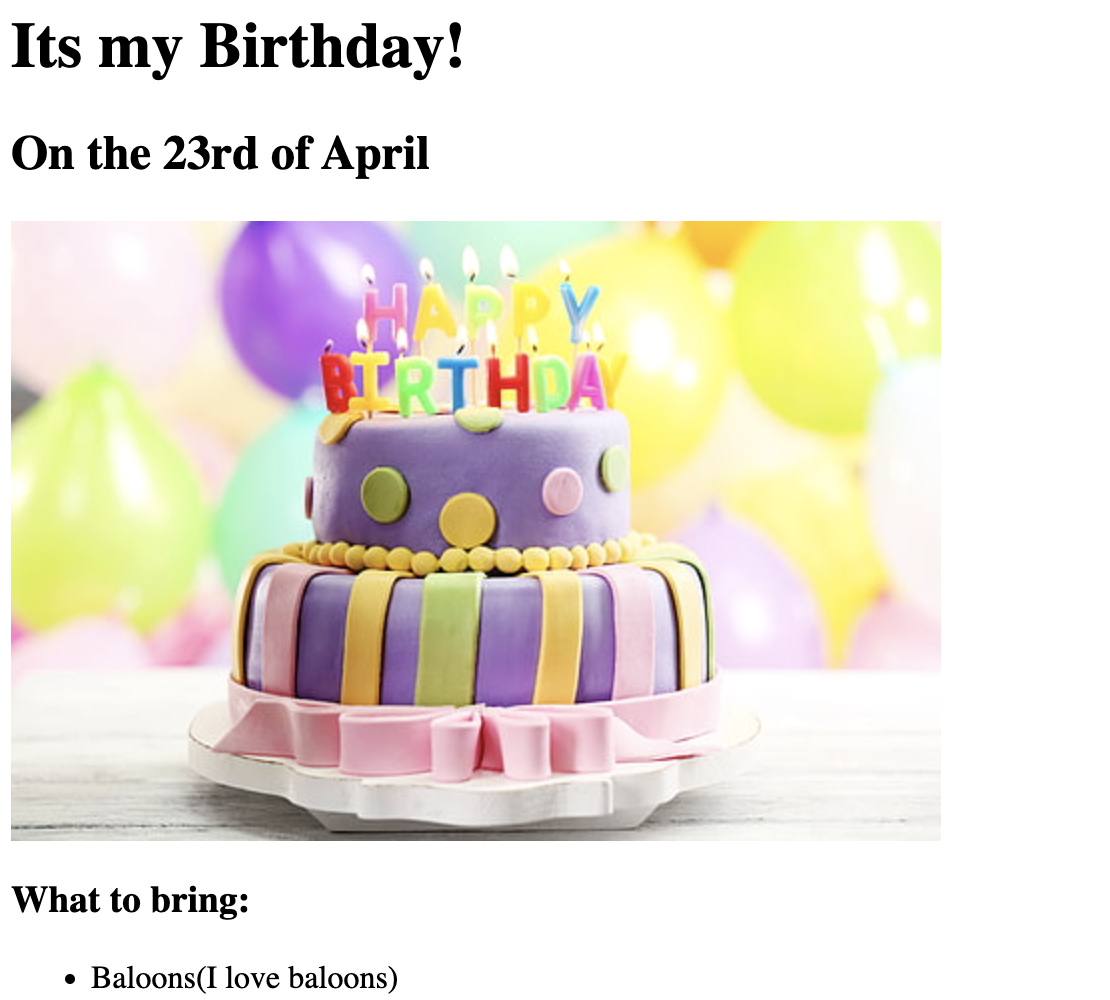 Its my Birthday!
On the 23rd of April
HAPPY
BIRTHDAY
What to bring:
Baloons(I love baloons)